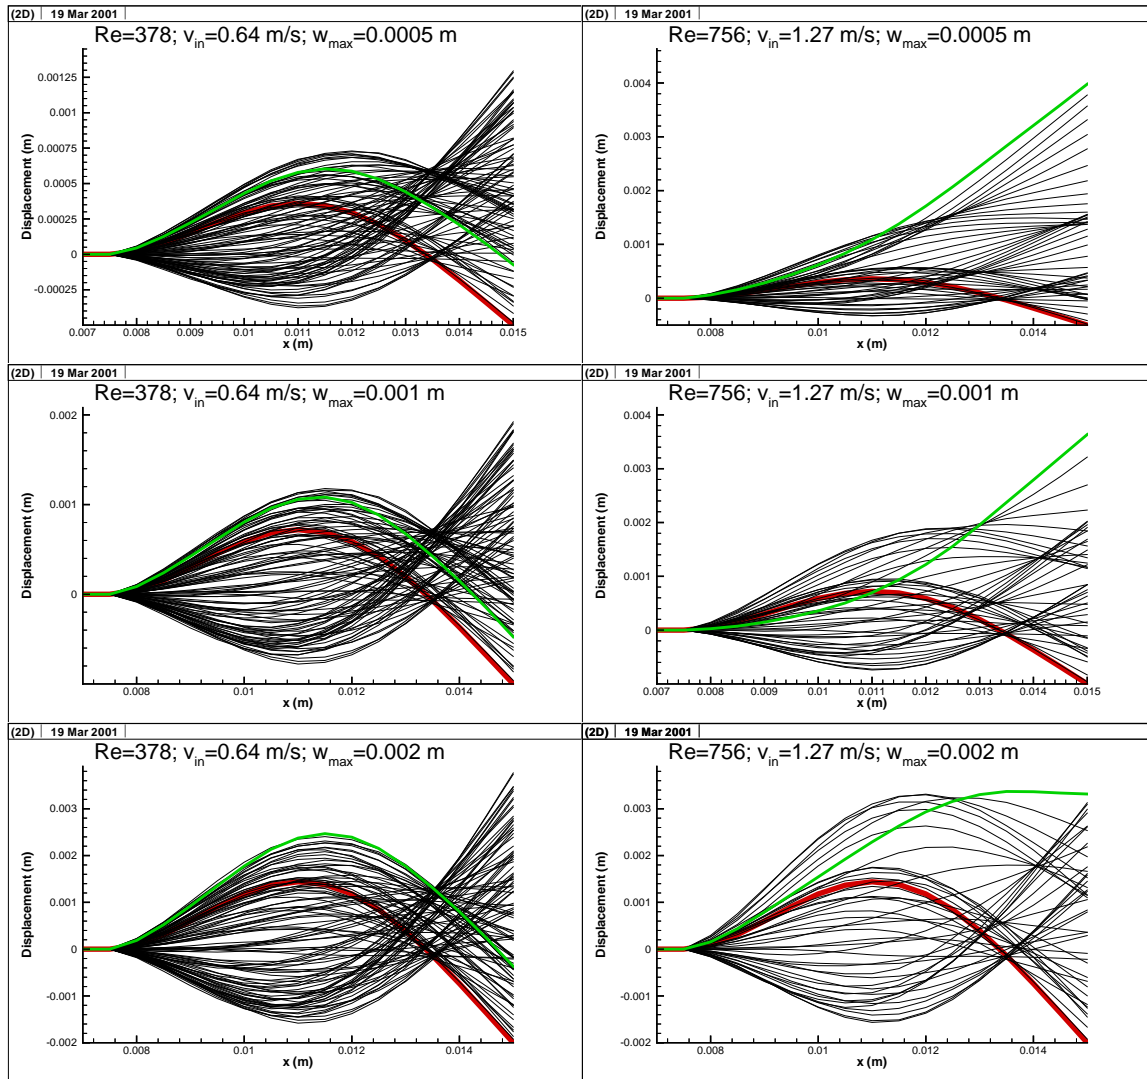 (2D) 19 Mar 2001
Re=378; v_in=0.64 m/s; w_max=0.0005 m
Displacement (m)
0.00125
0.001
0.00075
0.0005
0.00025
0
-0.00025
0.007 0.008 0.009 0.01 0.011 0.012 0.013 0.014 0.015
x (m)
(2D) 19 Mar 2001
Re=756; v_in=1.27 m/s; w_max=0.0005 m
Displacement (m)
0.004
0.003
0.002
0.001
0
0.008 0.01 0.012 0.014
x (m)
(2D) 19 Mar 2001
Re=378; v_in=0.64 m/s; w_max=0.001 m
Displacement (m)
0.002
0.001
0
0.008 0.01 0.012 0.014
x (m)
(2D) 19 Mar 2001
Re=756; v_in=1.27 m/s; w_max=0.001 m
Displacement (m)
0.004
0.003
0.002
0.001
0
0.007 0.008 0.009 0.01 0.011 0.012 0.013 0.014 0.015
x (m)
(2D) 19 Mar 2001
Re=378; v_in=0.64 m/s; w_max=0.002 m
Displacement (m)
0.003
0.002
0.001
0
-0.001
-0.002
0.008 0.01 0.012 0.014
x (m)
(2D) 19 Mar 2001
Re=756; v_in=1.27 m/s; w_max=0.002 m
Displacement (m)
0.003
0.002
0.001
0
-0.001
0.008 0.01 0.012 0.014
x (m)